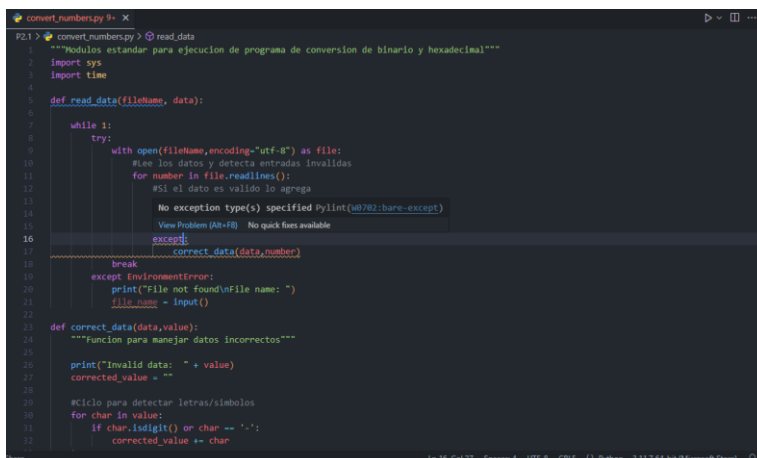 convert_numbers.py 9+ ×
P2.1 > convert_numbers.py > read_data
1 """Modulos estandar para ejecucion de programa de conversion de binario y hexadecimal"""
2 import sys
3 import time
4
5 def read_data(fileName, data):
6
7 while 1:
8 try:
9 with open(fileName,encoding="utf-8") as file:
10 #Lee los datos y detecta entradas invalidas
11 for number in file.readlines():
12 #Si el dato es valido lo agrega
13
No exception type(s) specified Pylint(W0702:bare-except)
14
15
View Problem (Alt+F8) No quick fixes available
16 except:
17 correct_data(data,number)
18 break
19 except EnvironmentError:
20 print("File not found\nFile name: ")
21 file_name = input()
22
23 def correct_data(data,value):
24 """Funcion para manejar datos incorrectos"""
25
26 print("Invalid data:  " + value)
27 corrected_value = ""
28
29 #Ciclo para detectar letras/simbolos
30 for char in value:
31 if char.isdigit() or char == '-':
32 corrected_value += char